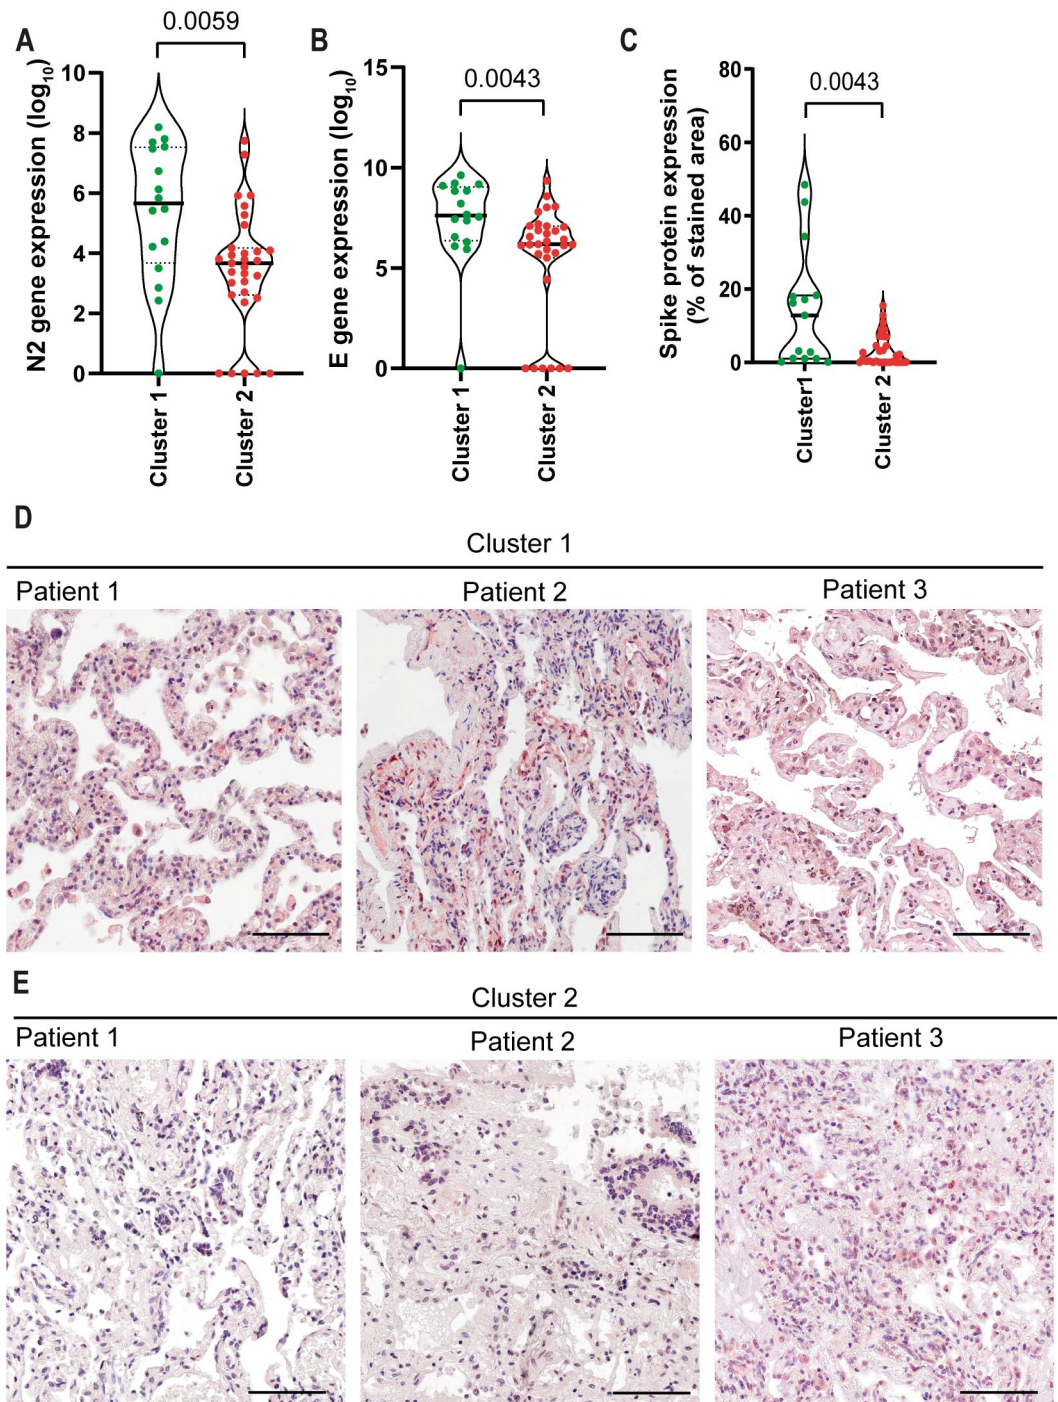 A
N2 gene expression (log10)
0.0059
10
8
6
4
2
0
Cluster 1
Cluster 2
B
E gene expression (log10)
0.0043
15
10
5
0
Cluster 1
Cluster 2
C
Spike protein expression
(% of stained area)
0.0043
80
60
40
20
0
Cluster1
Cluster 2
D
Cluster 1
Patient 1
Patient 2
Patient 3
E
Cluster 2
Patient 1
Patient 2
Patient 3